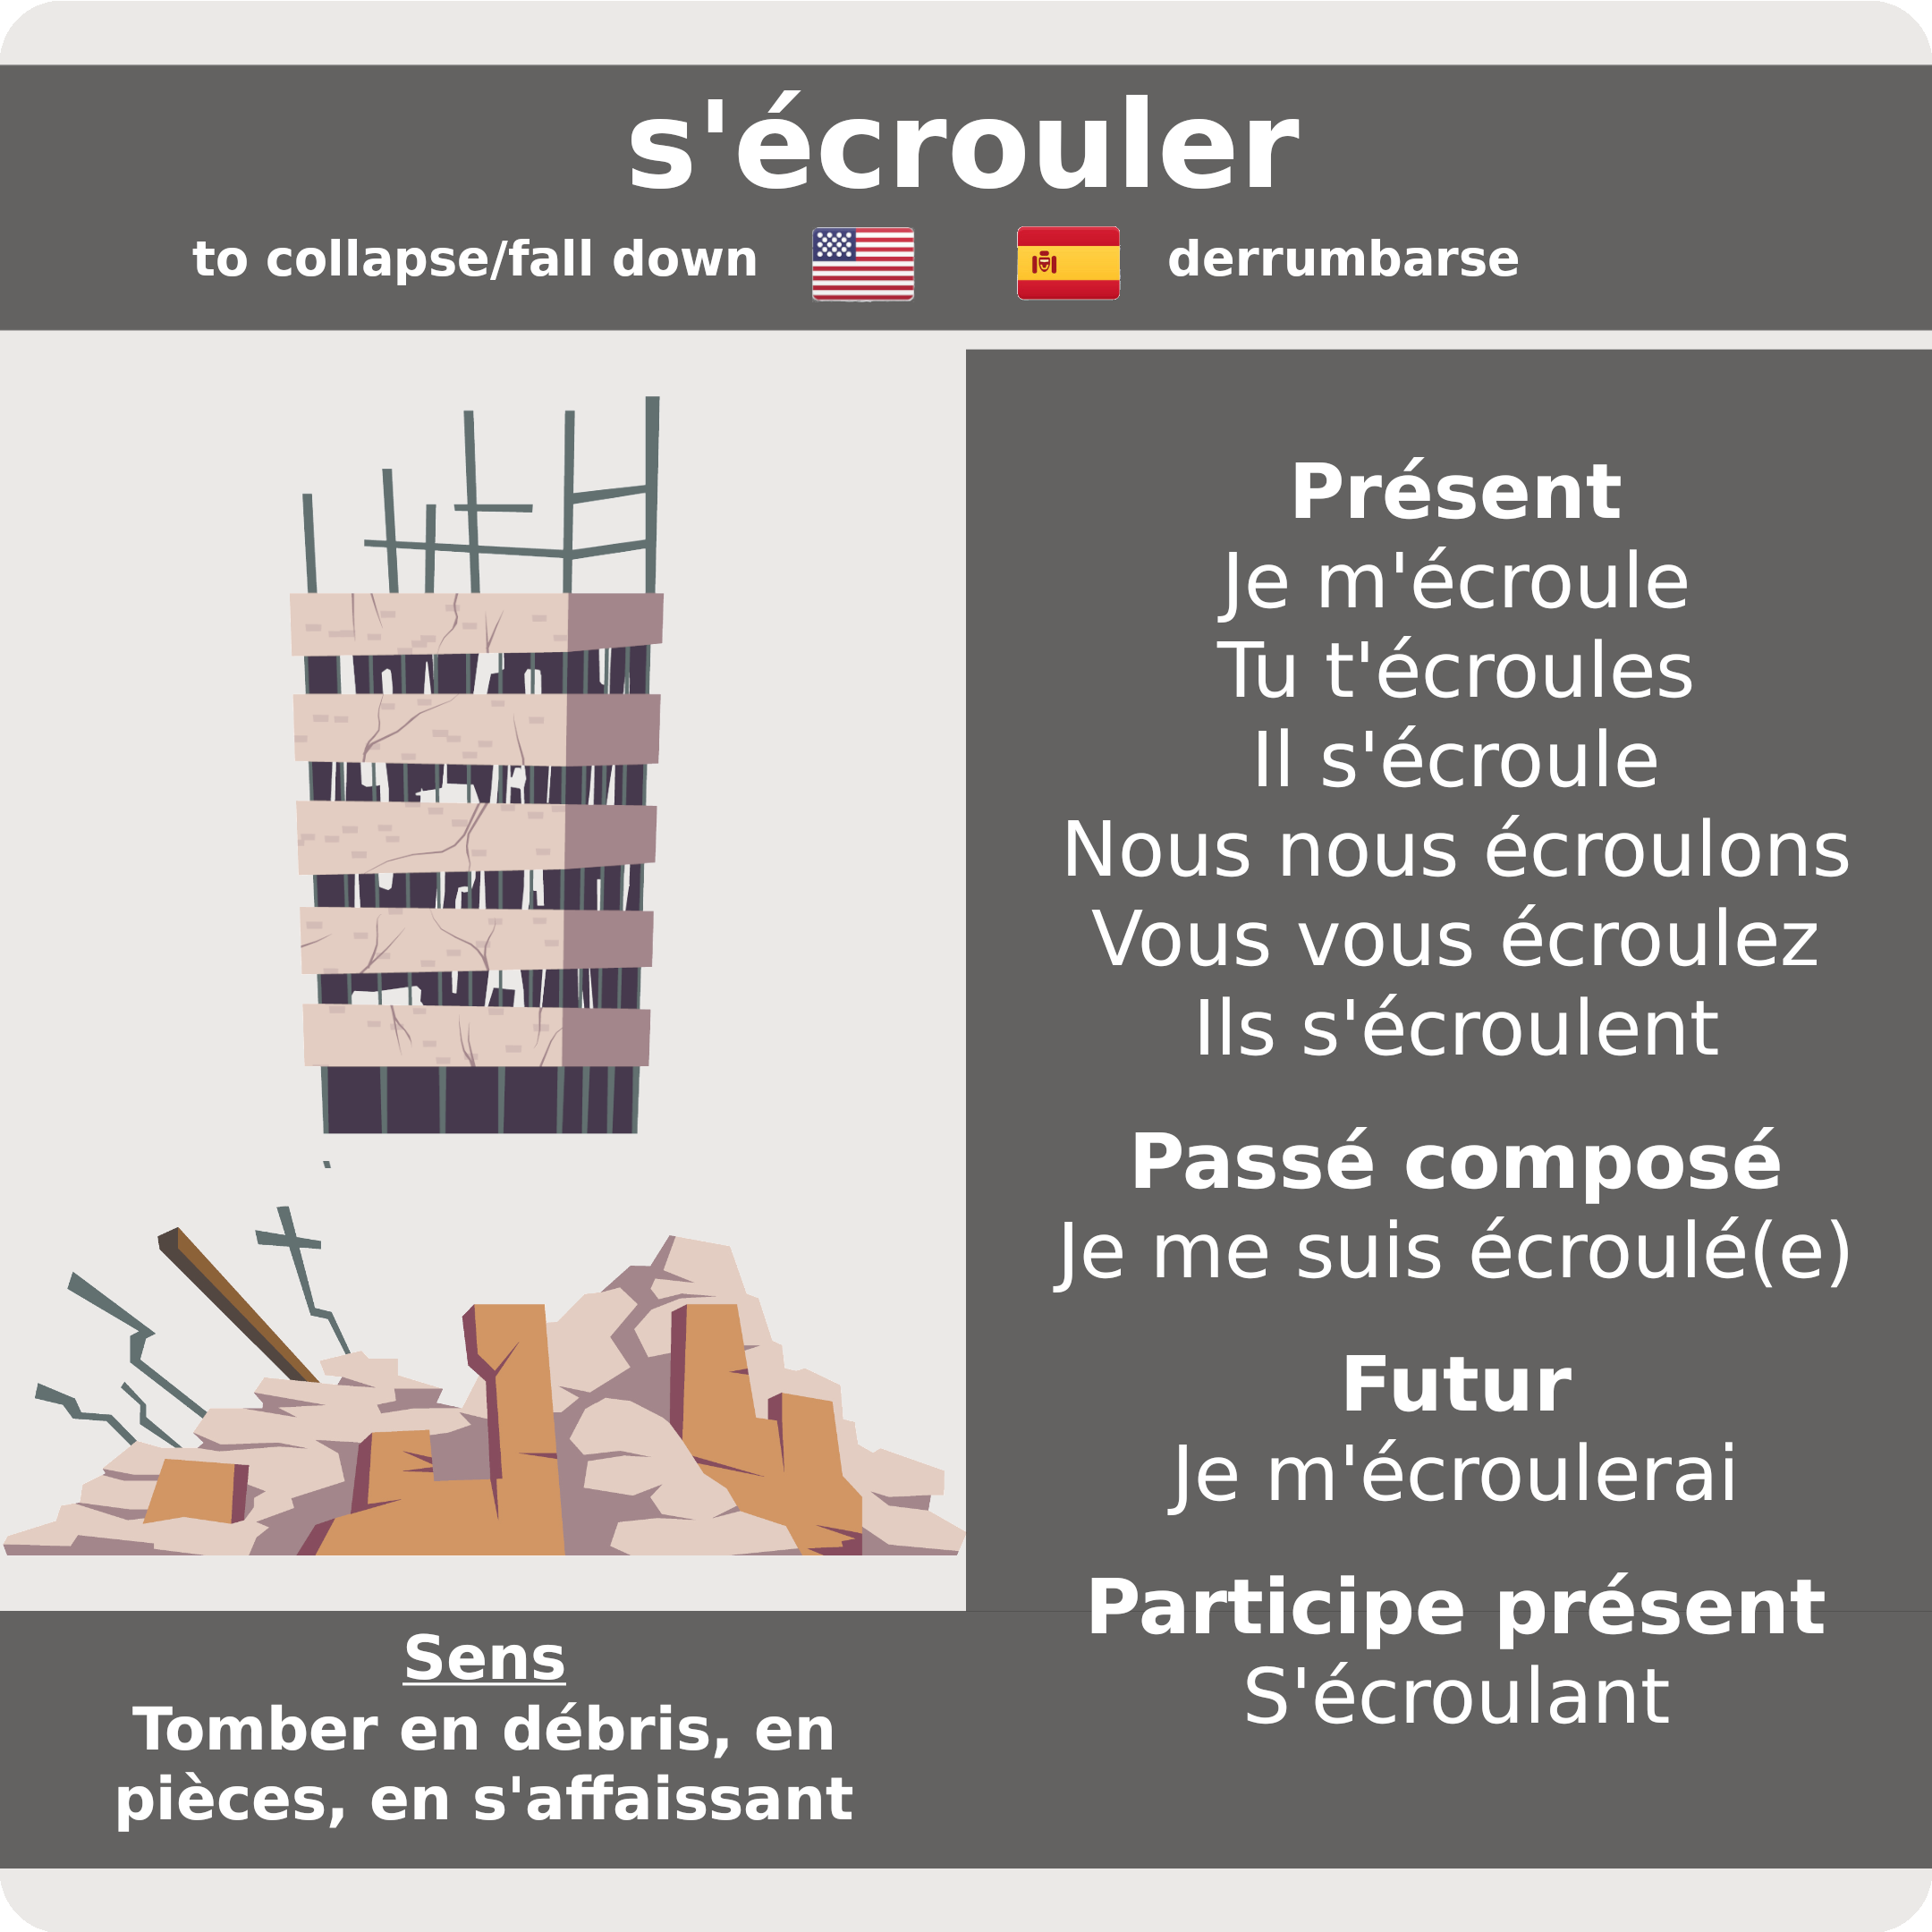 s'écrouler
to collapse/fall down
derrumbarse
Présent
Je m'écroule
Tu t'écroules
Il s'écroule
Nous nous écroulons
Vous vous écroulez
Ils s'écroulent
Passé composé
Je me suis écroulé(e)
Futur
Je m'écroulerai
Participe présent
S'écroulant
Sens
Tomber en débris, en
pièces, en s'affaissant